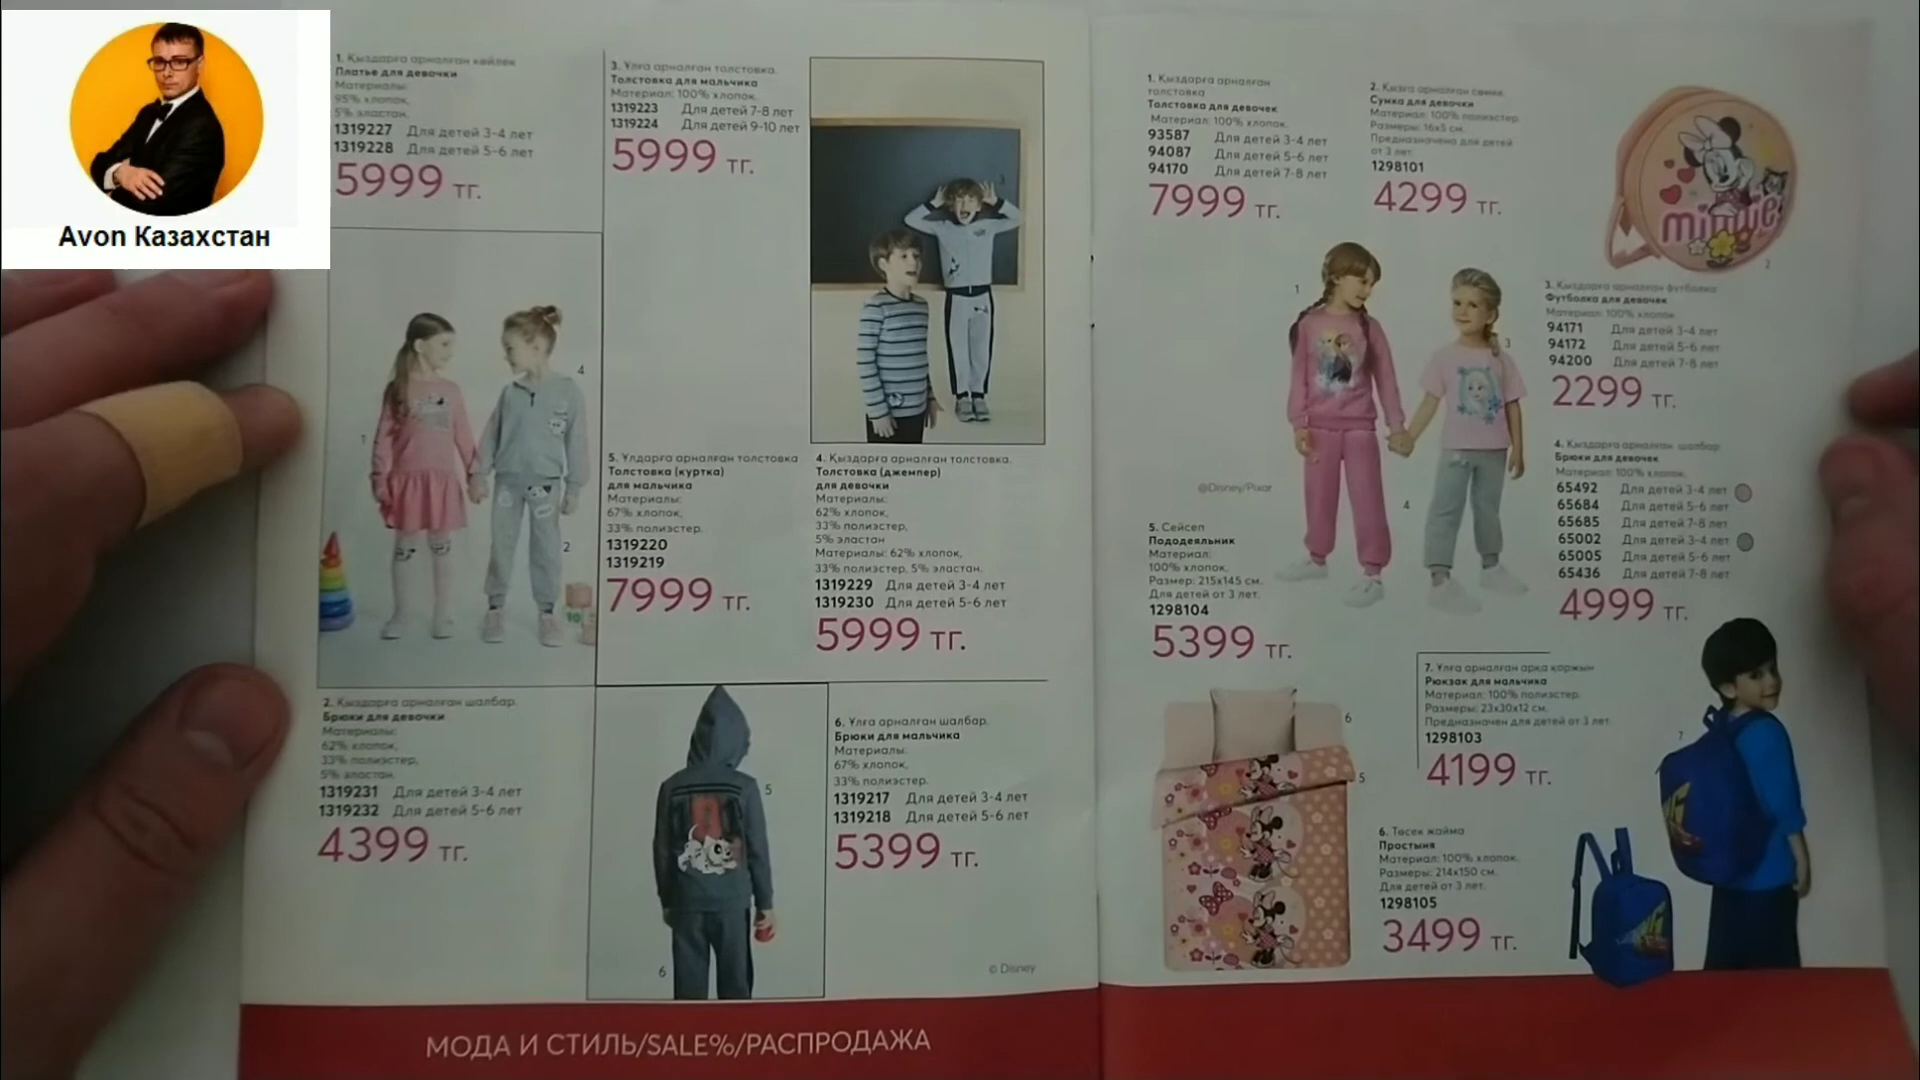 Avon Казахстан
1. Қыздарға арналған көйлек
Платье для девочки
Материалы:
95% хлопок,
5% эластан.
1319227 Для детей 3-4 лет
1319228 Для детей 5-6 лет
5999 тг.
3. Ұлға арналған толстовка.
Толстовка для мальчика
Материал: 100% хлопок.
1319223 Для детей 7-8 лет
1319224 Для детей 9-10 лет
5999 тг.
3
1
4
2
5. Ұлдарға арналған толстовка
Толстовка (куртка)
для мальчика
Материалы:
67% хлопок,
33% полиэстер.
1319220
1319219
7999 тг.
4. Қыздарға арналған толстовка.
Толстовка (джемпер)
для девочки
Материалы:
62% хлопок,
33% полиэстер,
5% эластан
Материалы: 62% хлопок,
33% полиэстер, 5% эластан.
1319229 Для детей 3-4 лет
1319230 Для детей 5-6 лет
5999 тг.
2. Қыздарға арналған шалбар.
Брюки для девочки
Материалы:
62% хлопок,
33% полиэстер,
5% эластан.
1319231 Для детей 3-4 лет
1319232 Для детей 5-6 лет
4399 тг.
5
6
6. Ұлға арналған шалбар.
Брюки для мальчика
Материалы:
67% хлопок,
33% полиэстер.
1319217 Для детей 3-4 лет
1319218 Для детей 5-6 лет
5399 тг.
© Disney
МОДА И СТИЛЬ/SALE%/РАСПРОДАЖА
1. Қыздарға арналған
толстовка
Толстовка для девочек
Материал: 100% хлопок.
93587 Для детей 3-4 лет
94087 Для детей 5-6 лет
94170 Для детей 7-8 лет
7999 тг.
2. Қызға арналған
Сумка для девочки
Материал: 100% полиэстер.
Размеры: 16х5 см.
Предназначена для детей
от 3 лет.
1298101
4299 тг.
minnie
2
1
3
4
3. Қыздарға арналған футболка
Футболка для девочек
Материал: 100% хлопок.
94171 Для детей 3-4 лет
94172 Для детей 5-6 лет
94200 Для детей 7-8 лет
2299 тг.
4. Қыздарға арналған шалбар
Брюки для девочек
Материал: 100% хлопок.
65492 Для детей 3-4 лет
65684 Для детей 5-6 лет
65685 Для детей 7-8 лет
65002 Для детей 3-4 лет
65005 Для детей 5-6 лет
65436 Для детей 7-8 лет
4999 тг.
@Disney/Pixar
5. Сейсеп
Пододеяльник
Материал:
100% хлопок.
Размер: 215х145 см.
Для детей от 3 лет.
1298104
5399 тг.
6
5
7. Ұлға арналған арқа қоржын
Рюкзак для мальчика
Материал: 100% полиэстер.
Размеры: 23х30х12 см.
Предназначен для детей от 3 лет.
1298103
4199 тг.
7
6. Төсек жайма
Простыня
Материал: 100% хлопок.
Размеры: 214х150 см.
Для детей от 3 лет.
1298105
3499 тг.